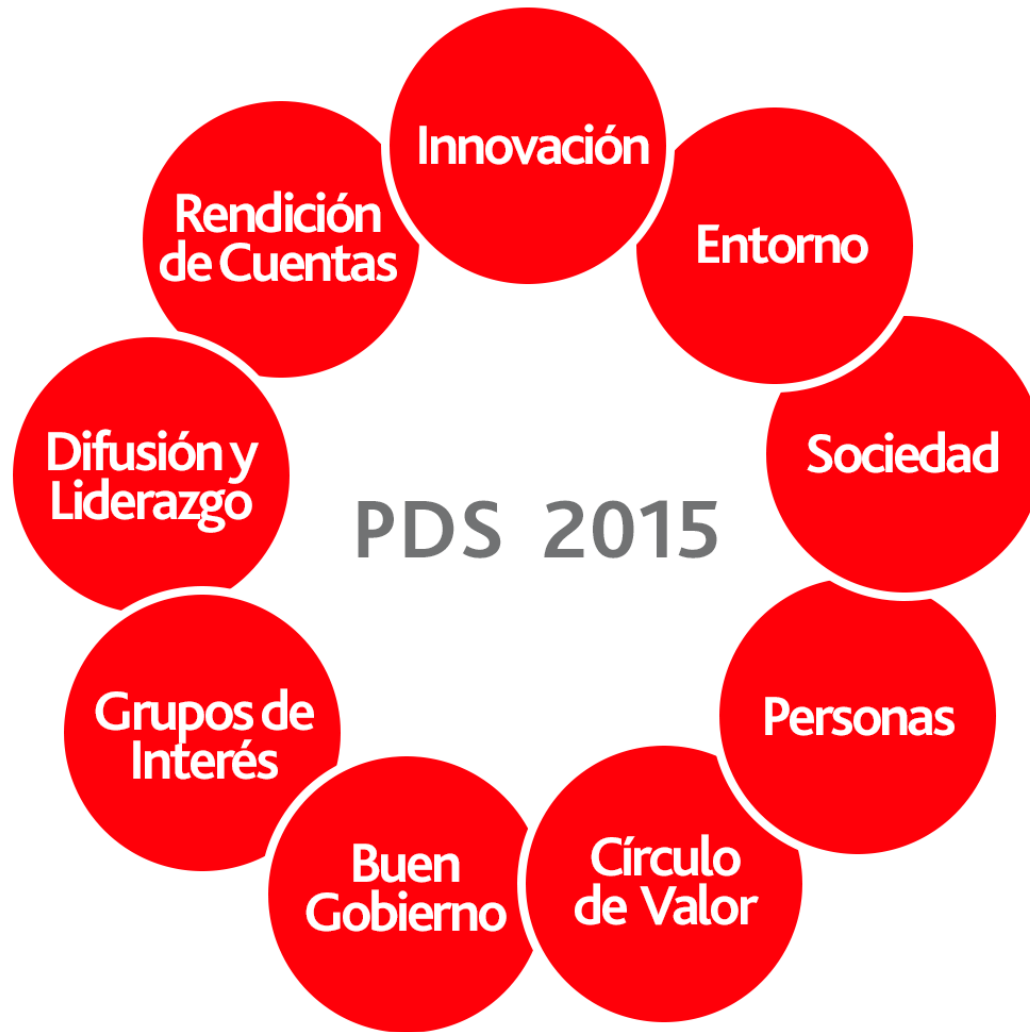 Innovación
Entorno
Sociedad
Personas
Círculo
de Valor
Buen
Gobierno
Grupos de
Interés
Difusión y
Liderazgo
Rendición
de Cuentas
PDS 2015